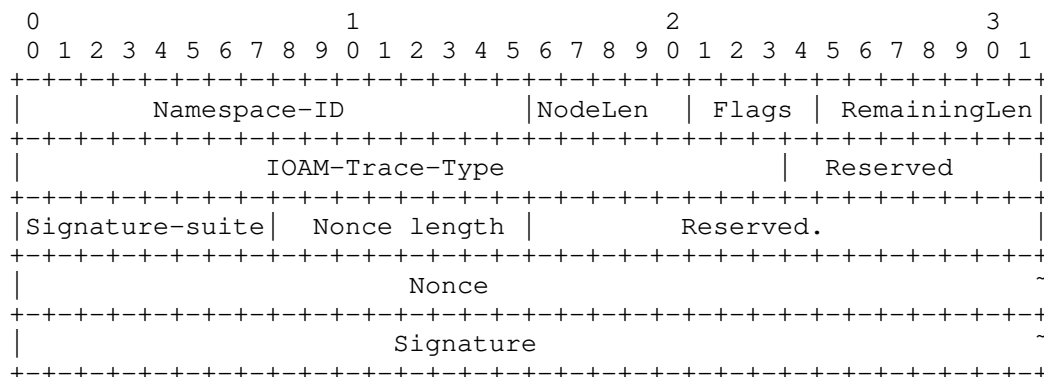 0                   1                   2                   3
 0 1 2 3 4 5 6 7 8 9 0 1 2 3 4 5 6 7 8 9 0 1 2 3 4 5 6 7 8 9 0 1
+-+-+-+-+-+-+-+-+-+-+-+-+-+-+-+-+-+-+-+-+-+-+-+-+-+-+-+-+-+-+-+-+
|        Namespace-ID           |NodeLen  | Flags | RemainingLen|
+-+-+-+-+-+-+-+-+-+-+-+-+-+-+-+-+-+-+-+-+-+-+-+-+-+-+-+-+-+-+-+-+
|               IOAM-Trace-Type                 |  Reserved     |
+-+-+-+-+-+-+-+-+-+-+-+-+-+-+-+-+-+-+-+-+-+-+-+-+-+-+-+-+-+-+-+-+
|Signature-suite|  Nonce length |         Reserved.             |
+-+-+-+-+-+-+-+-+-+-+-+-+-+-+-+-+-+-+-+-+-+-+-+-+-+-+-+-+-+-+-+-+
|                        Nonce                                  ~
+-+-+-+-+-+-+-+-+-+-+-+-+-+-+-+-+-+-+-+-+-+-+-+-+-+-+-+-+-+-+-+-+
|                       Signature                               ~
+-+-+-+-+-+-+-+-+-+-+-+-+-+-+-+-+-+-+-+-+-+-+-+-+-+-+-+-+-+-+-+-+